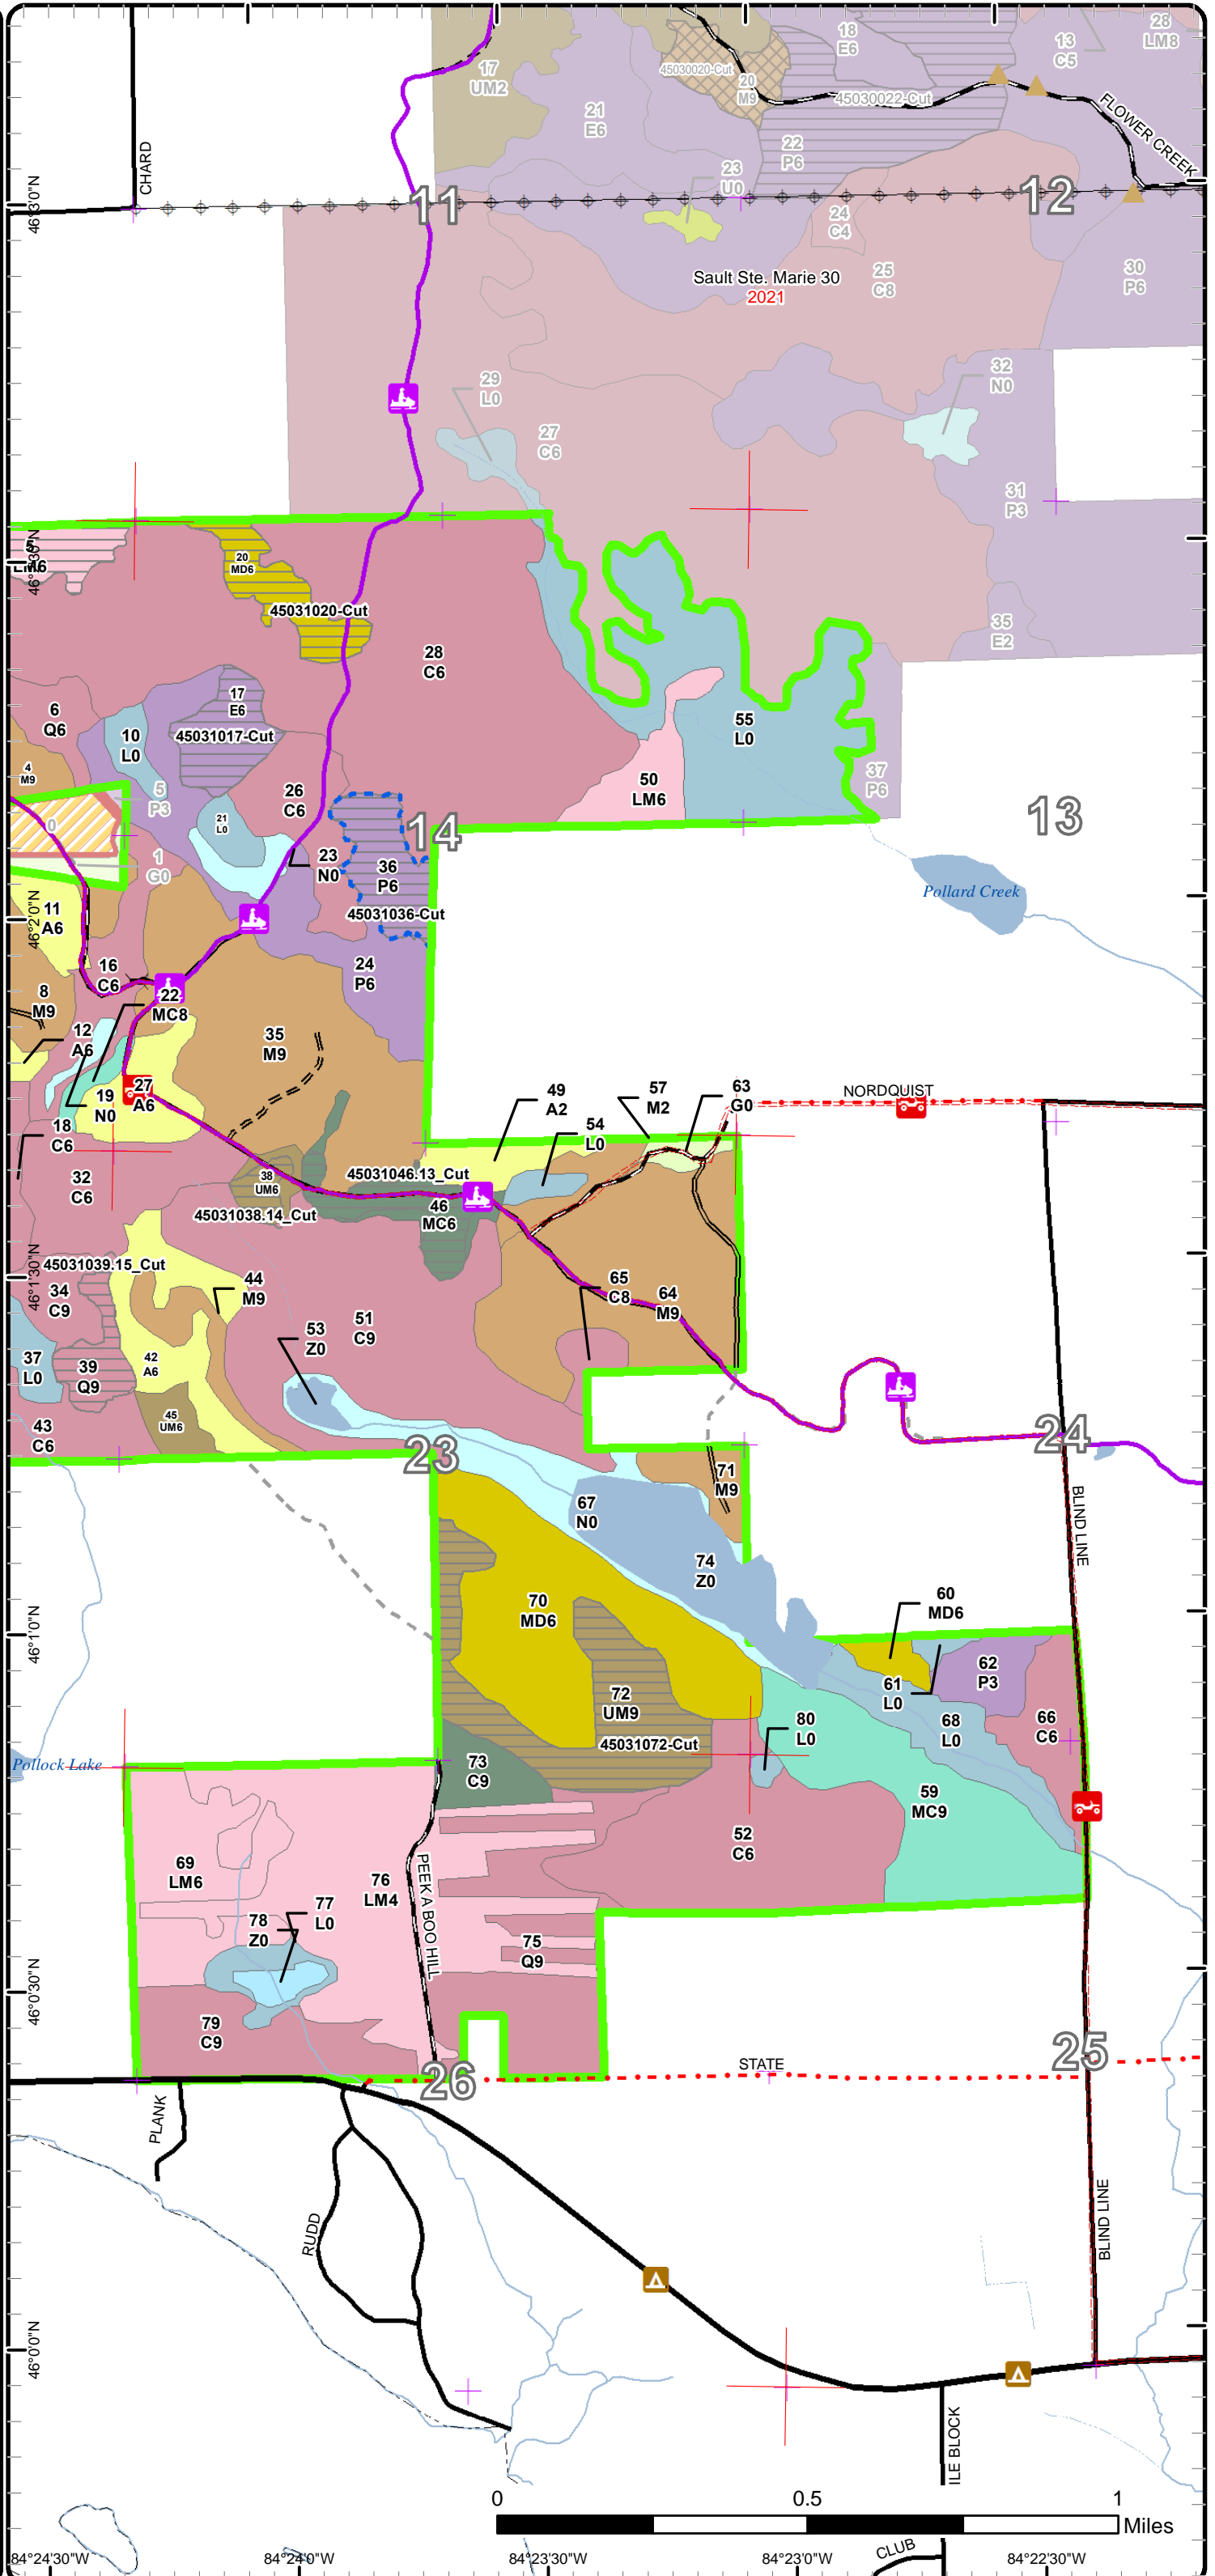 17
UM2
45030020-Cut
20
M9
18
E6
13
C5
28
LM8
45030022-Cut
21
E6
22
P6
FLOWER CREEK
CHARD
23
U0
11
12
46°3'0"N
24
C4
Sault Ste. Marie 30
2021
25
C8
30
P6
29
L0
32
N0
27
C6
31
P3
LM6
20
MD6
45031020-Cut
28
C6
35
E2
6
Q6
17
E6
45031017-Cut
10
L0
55
L0
4
M9
5
P3
26
C6
50
LM6
37
P6
0
21
L0
14
13
1
G0
23
N0
36
P6
Pollard Creek
11
A6
46°2'0"N
45031036-Cut
16
C6
24
P6
8
M9
22
MC8
12
A6
35
M9
27
A6
19
N0
49
A2
57
M2
63
G0
NORDQUIST
18
C6
54
L0
32
C6
38
UM6
45031046.13_Cut
45031038.14_Cut
46
MC6
45031039.15_Cut
46°1'30"N
34
C9
44
M9
65
C8
64
M9
53
Z0
51
C9
37
L0
39
Q9
42
A6
45
UM6
43
C6
23
24
71
M9
67
N0
BLIND LINE
74
Z0
46°1'0"N
70
MD6
60
MD6
62
P3
61
L0
72
UM9
45031072-Cut
80
L0
68
L0
66
C6
Pollock Lake
73
C9
59
MC9
52
C6
69
LM6
76
LM4
PEEK A BOO HILL
77
L0
78
Z0
75
Q9
46°0'30"N
79
C9
26
25
STATE
PLANK
RUDD
BLIND LINE
46°0'0"N
ILE BLOCK
0 0.5 1
Miles
CLUB
84°24'30"W 84°24'0"W 84°23'30"W 84°23'0"W 84°22'30"W